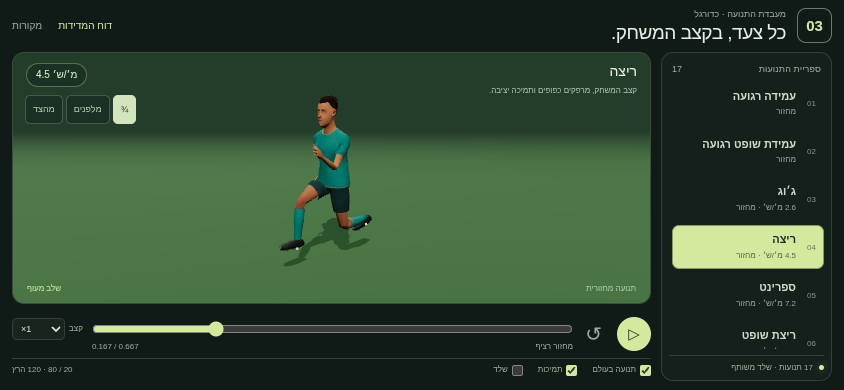 03
מעבדת התנועה · כדורגל
כל צעד, בקצב המשחק.
דוח המדידות
מקורות
ספריית התנועות
17
01
עמידה רגועה
מחזור
02
עמידת שופט רגועה
מחזור
03
ג׳וג
2.6 מ׳/ש׳ · מחזור
04
ריצה
4.5 מ׳/ש׳ · מחזור
05
ספרינט
7.2 מ׳/ש׳ · מחזור
06
ריצת שופט
17 תנועות · שלד משותף
ריצה
קצב המשחק, מרפקים כפופים ותמיכה יציבה.
4.5 מ׳/ש׳
¾
מלפנים
מהצד
תנועה מחזורית
שלב מעוף
קצב
×1
מחזור רציף
0.167 / 0.667
תנועה בעולם
תמיכות
שלד
20 / 80 · 120 הרץ